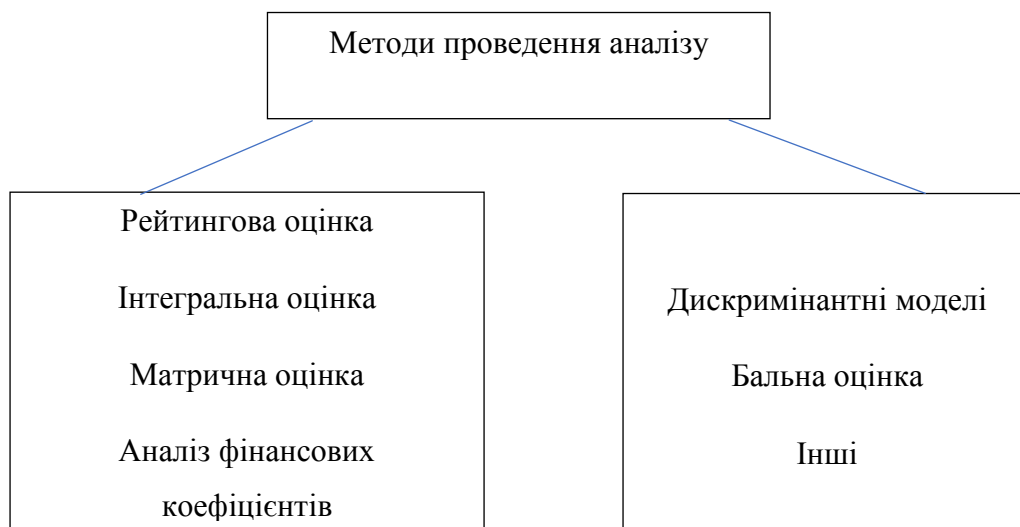 Методи проведення аналізу
Рейтингова оцінка
Інтегральна оцінка
Матрична оцінка
Аналіз фінансових
коефіцієнтів
Дискримінантні моделі
Бальна оцінка
Інші